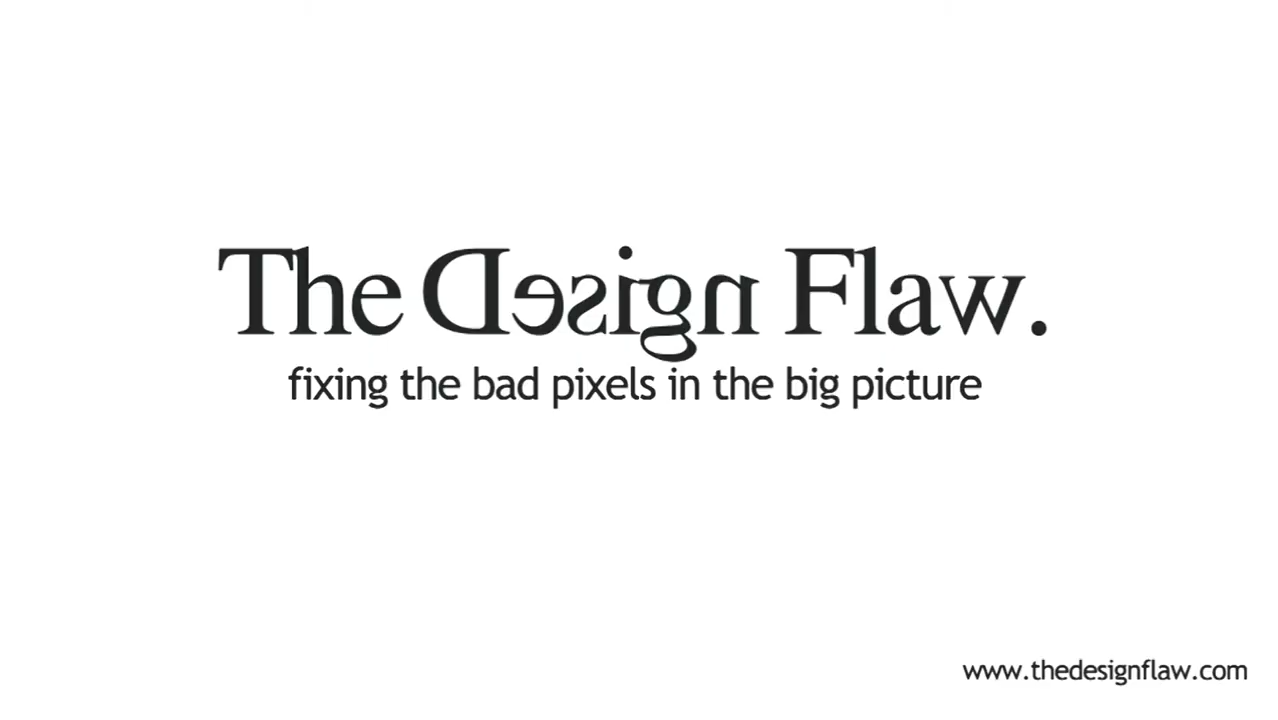 The Design Flaw.
fixing the bad pixels in the big picture
www.thedesignflaw.com